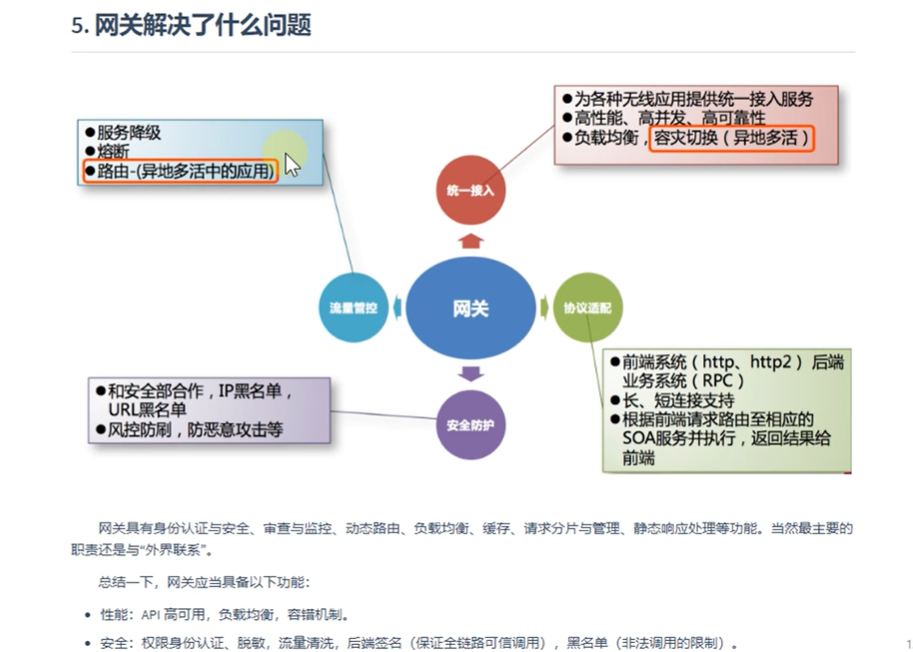 5. 网关解决了什么问题
●服务降级
●熔断
●路由-(异地多活中的应用)
●为各种无线应用提供统一接入服务
●高性能、高并发、高可靠性
●负载均衡，容灾切换（异地多活）
统一接入
流量管控
网关
协议适配
●前端系统（http、http2）后端
业务系统（RPC）
●长、短连接支持
●根据前端请求路由至相应的
SOA服务并执行，返回结果给
前端
●和安全部合作，IP黑名单，
URL黑名单
●风控防刷，防恶意攻击等
安全防护
网关具有身份认证与安全、审查与监控、动态路由、负载均衡、缓存、请求分片与管理、静态响应处理等功能。当然最主要的
职责还是与“外界联系”。
总结一下，网关应当具备以下功能：
• 性能：API 高可用，负载均衡，容错机制。
• 安全：权限身份认证、脱敏，流量清洗，后端签名（保证全链路可信调用），黑名单（非法调用的限制）。
1